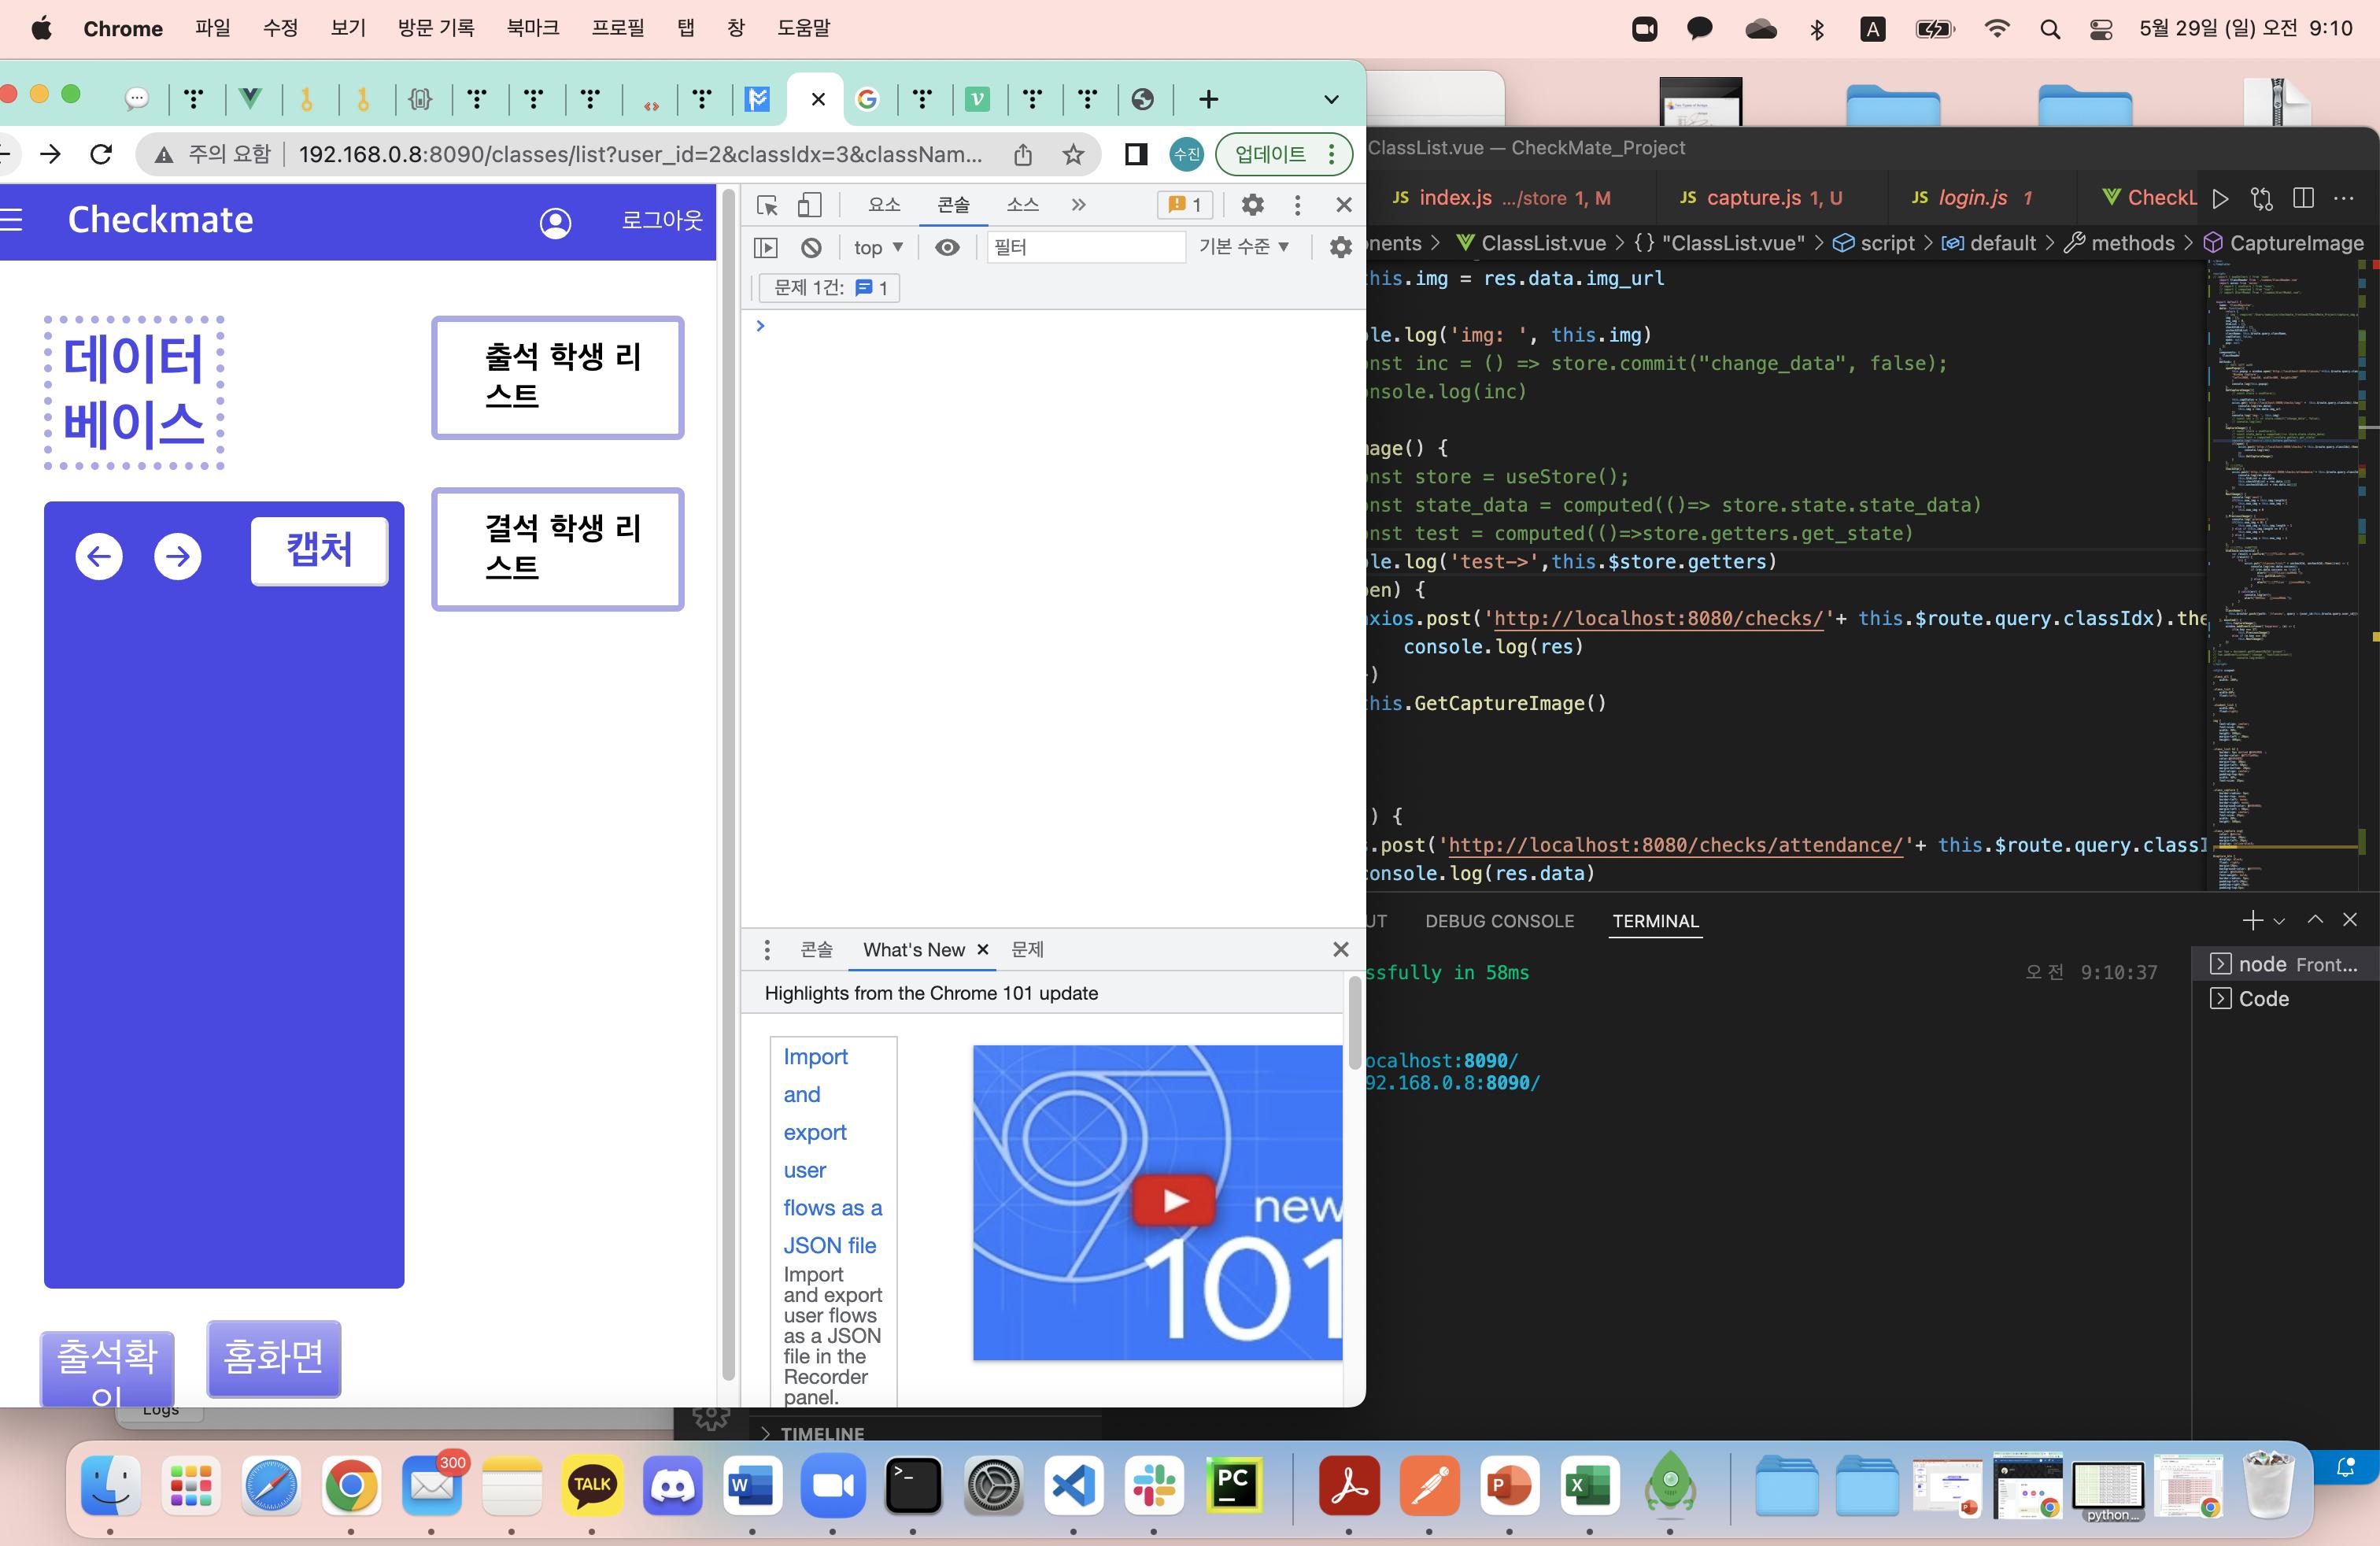 Chrome 파일 수정 보기 방문 기록 북마크 프로필 탭 창 도움말
A 5월 29일 (일) 오전 9:10
주의 요함 192.168.0.8:8090/classes/list?user_id=2&classIdx=3&classNam...
수진 업데이트
Checkmate 로그아웃
데이터
베이스
캡처
출석 학생 리
스트
결석 학생 리
스트
출석확
인
홈화면
요소 콘솔 소스 1
top 필터 기본 수준
문제 1건: 1
콘솔 What's New 문제
Highlights from the Chrome 101 update
Import
and
export
user
flows as a
JSON file
Import
and export
user flows
as a JSON
file in the
Recorder
panel.
new
101
ClassList.vue — CheckMate_Project
JS index.js .../store 1, M JS capture.js 1, U JS login.js 1 CheckL
nents > ClassList.vue > {} "ClassList.vue" > script > default > methods > CaptureImage
his.img = res.data.img_url
le.log('img: ', this.img)
nst inc = () => store.commit("change_data", false);
nsole.log(inc)
mage() {
nst store = useStore();
nst state_data = computed(()=> store.state.state_data)
nst test = computed(()=>store.getters.get_state)
le.log('test->',this.$store.getters)
en) {
xios.post('http://localhost:8080/checks/'+ this.$route.query.classIdx).the
console.log(res)
)
his.GetCaptureImage()
) {
.post('http://localhost:8080/checks/attendance/'+ this.$route.query.classI
onsole.log(res.data)
UT DEBUG CONSOLE TERMINAL
ssfully in 58ms 오전 9:10:37
ocalhost:8090/
92.168.0.8:8090/
node Front...
Code
Logs
TIMELINE
300
TALK
W
PC
P
X
python...